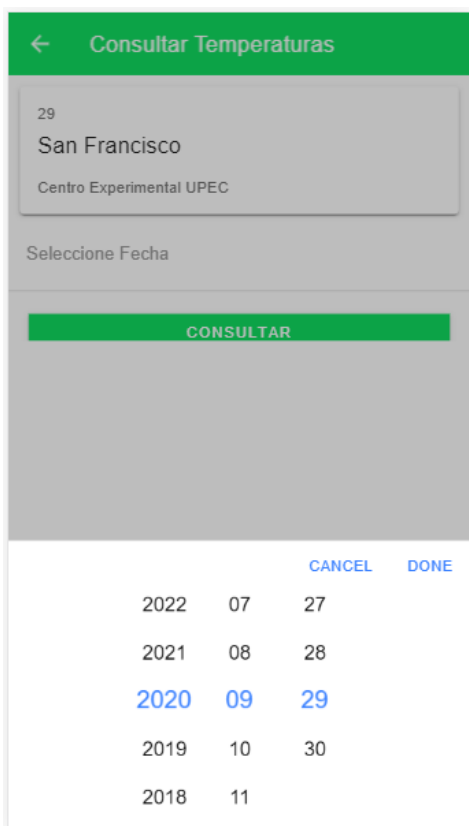 Consultar Temperaturas
29
San Francisco
Centro Experimental UPEC
Seleccione Fecha
CONSULTAR
CANCEL DONE
2022 07 27
2021 08 28
2020 09 29
2019 10 30
2018 11